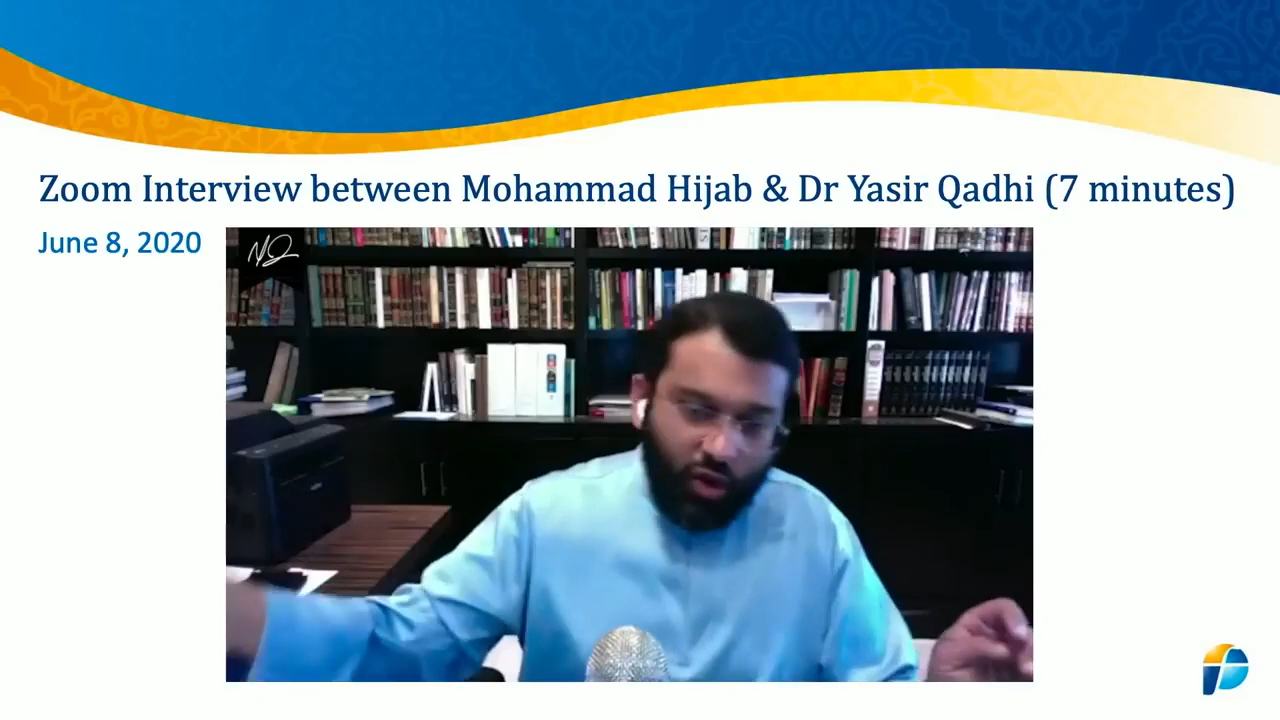 Zoom Interview between Mohammad Hijab & Dr Yasir Qadhi (7 minutes)
June 8, 2020